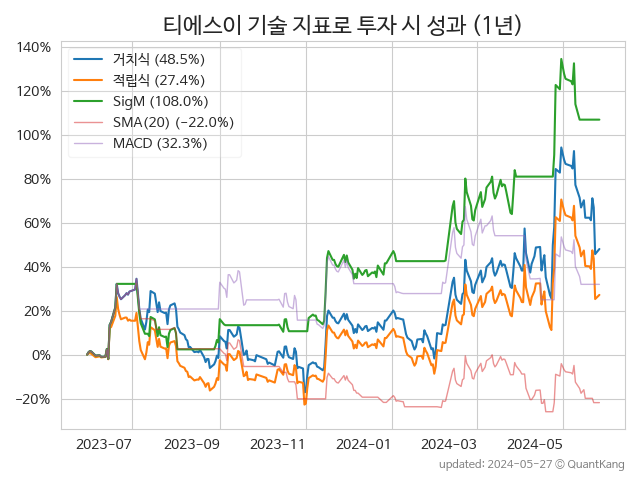 티에스이 기술 지표로 투자 시 성과 (1년)
140%
120%
100%
80%
60%
40%
20%
0%
−20%
거치식 (48.5%)
적립식 (27.4%)
SigM (108.0%)
SMA(20) (−22.0%)
MACD (32.3%)
2023−07
2023−09
2023−11
2024−01
2024−03
2024−05
updated: 2024-05-27 © QuantKang